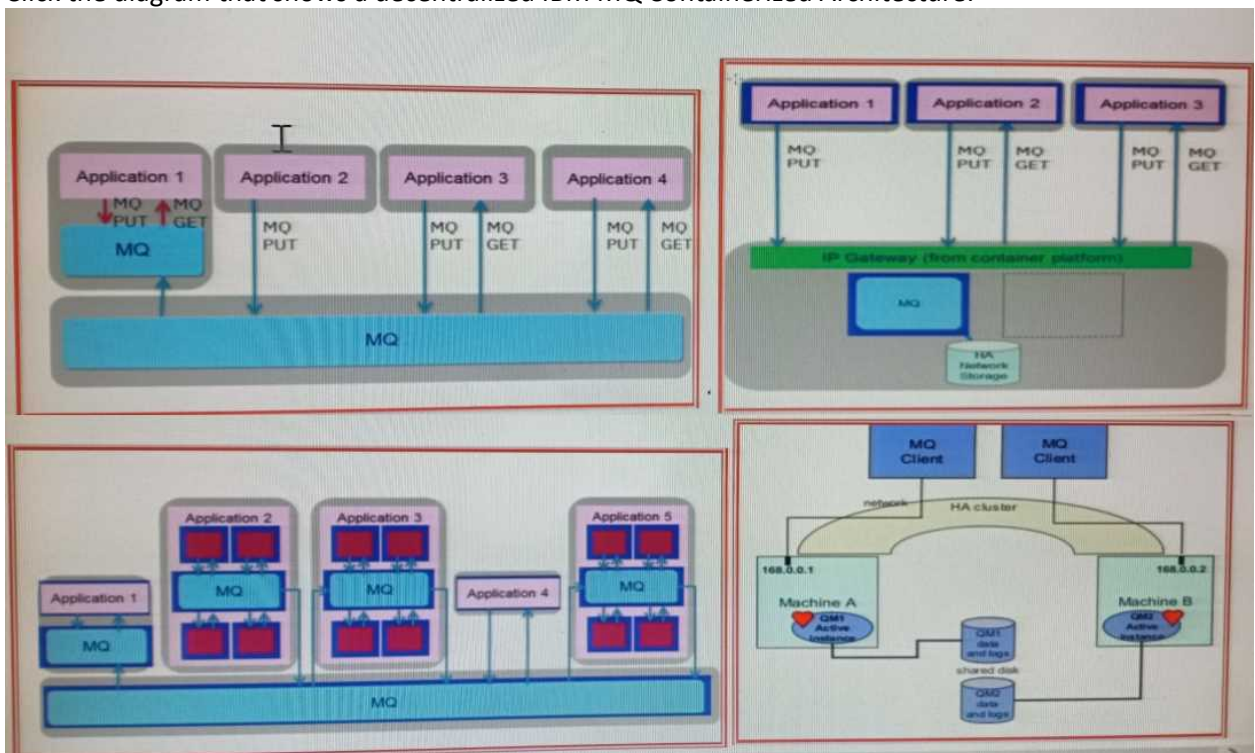 Click the diagram that shows a decentralized IBM MQ Containerized Architecture.
Application 1
Application 2
Application 3
Application 4
MQ
PUT
MQ
GET
MQ
MQ
PUT
MQ
PUT
MQ
GET
MQ
PUT
MQ
GET
MQ
Application 1
Application 2
Application 3
MQ
PUT
MQ
PUT
MQ
GET
MQ
PUT
MQ
GET
IP Gateway (from container platform)
MQ
HA
Network
Storage
Application 1
MQ
Application 2
MQ
Application 3
MQ
Application 4
Application 5
MQ
MQ
MQ
Client
MQ
Client
network
HA cluster
168.0.0.1
168.0.0.2
Machine A
QM1
Active
instance
Machine B
QM2
Active
instance
QM1
data
and logs
shared disk
QM2
data
and logs